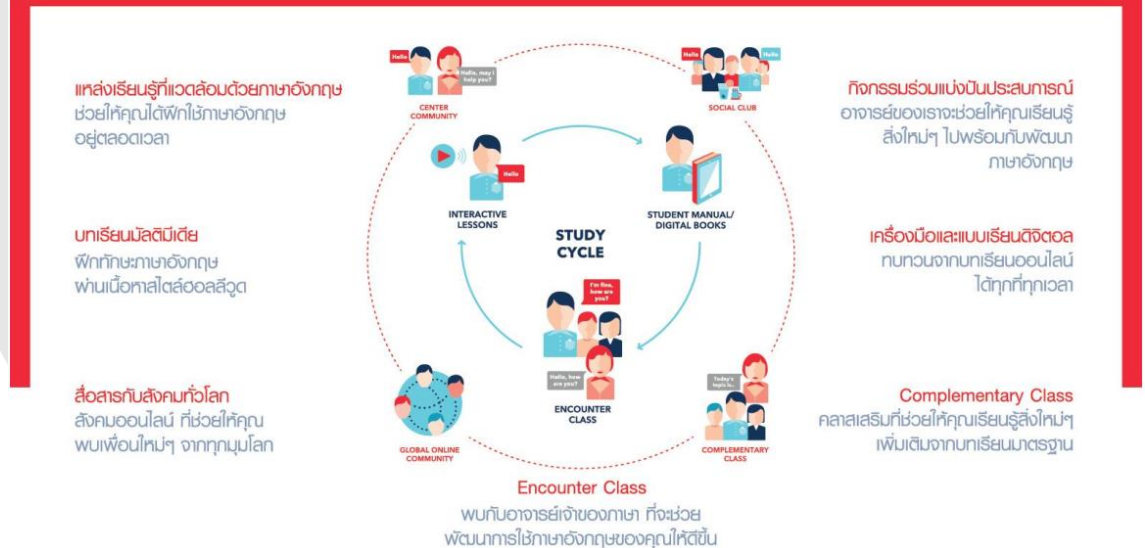 แหล่งเรียนรู้ที่แวดล้อมด้วยภาษาอังกฤษ
ช่วยให้คุณได้ฝึกใช้ภาษาอังกฤษ
อยู่ตลอดเวลา
บทเรียนมัลติมีเดีย
ฝึกทักษะภาษาอังกฤษ
ผ่านเนื้อหาสไตล์ฮอลลีวูด
สื่อสารกับสังคมทั่วโลก
สังคมออนไลน์ ที่ช่วยให้คุณ
พบเพื่อนใหม่ๆ จากทุกมุมโลก
Hello
Hello, may I
help you?
CENTER
COMMUNITY
Hello
Hello
SOCIAL CLUB
Hello
INTERACTIVE
LESSONS
STUDENT MANUAL/
DIGITAL BOOKS
STUDY
CYCLE
I'm fine,
how are
you?
Hello, how
are you?
ENCOUNTER
CLASS
GLOBAL ONLINE
COMMUNITY
Today's
topic is..
COMPLEMENTARY
CLASS
กิจกรรมร่วมแบ่งปันประสบการณ์
อาจารย์ของเราจะช่วยให้คุณเรียนรู้
สิ่งใหม่ๆ ไปพร้อมกับพัฒนา
ภาษาอังกฤษ
เครื่องมือและแบบเรียนดิจิตอล
ทบทวนจากบทเรียนออนไลน์
ได้ทุกที่ทุกเวลา
Complementary Class
คลาสเสริมที่ช่วยให้คุณเรียนรู้สิ่งใหม่ๆ
เพิ่มเติมจากบทเรียนมาตรฐาน
Encounter Class
พบกับอาจารย์เจ้าของภาษา ที่จะช่วย
พัฒนาการใช้ภาษาอังกฤษของคุณให้ดีขึ้น